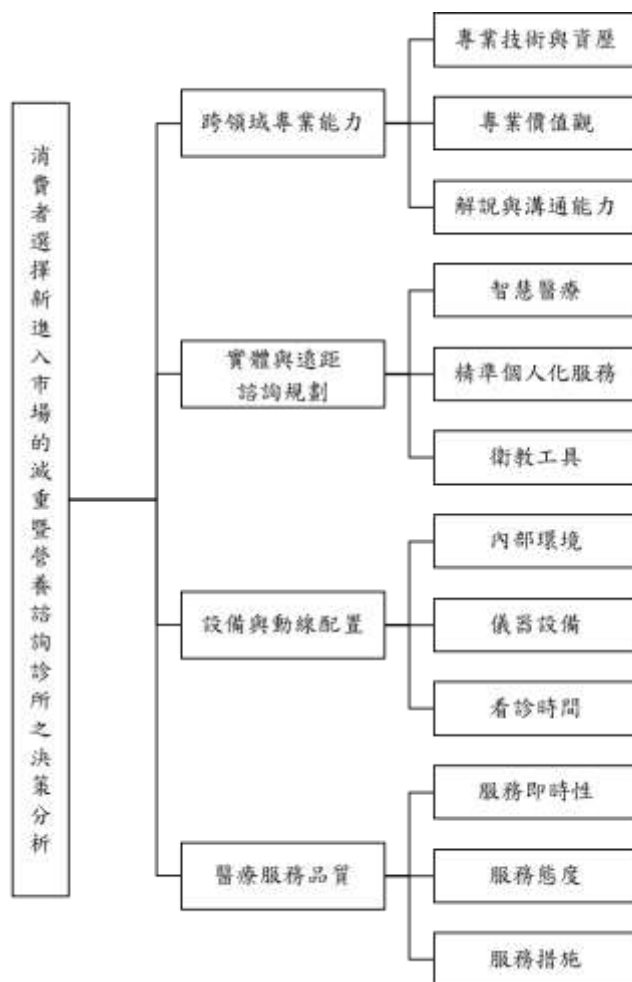 消費者選擇新進入市場的減重暨營養諮詢診所之決策分析
跨領域專業能力
專業技術與資歷
專業價值觀
解說與溝通能力
實體與遠距
諮詢規劃
智慧醫療
精準個人化服務
衛教工具
設備與動線配置
內部環境
儀器設備
看診時間
醫療服務品質
服務即時性
服務態度
服務措施